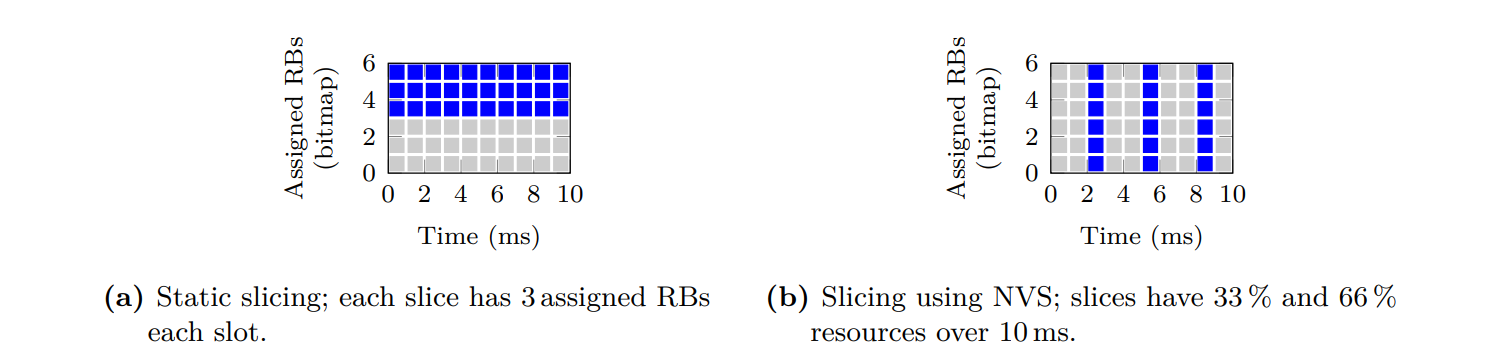 Assigned RBs
(bitmap)
6
4
2
0
0 2 4 6 8 10
Time (ms)
(a) Static slicing; each slice has 3 assigned RBs
each slot.
Assigned RBs
(bitmap)
6
4
2
0
0 2 4 6 8 10
Time (ms)
(b) Slicing using NVS; slices have 33 % and 66 %
resources over 10 ms.